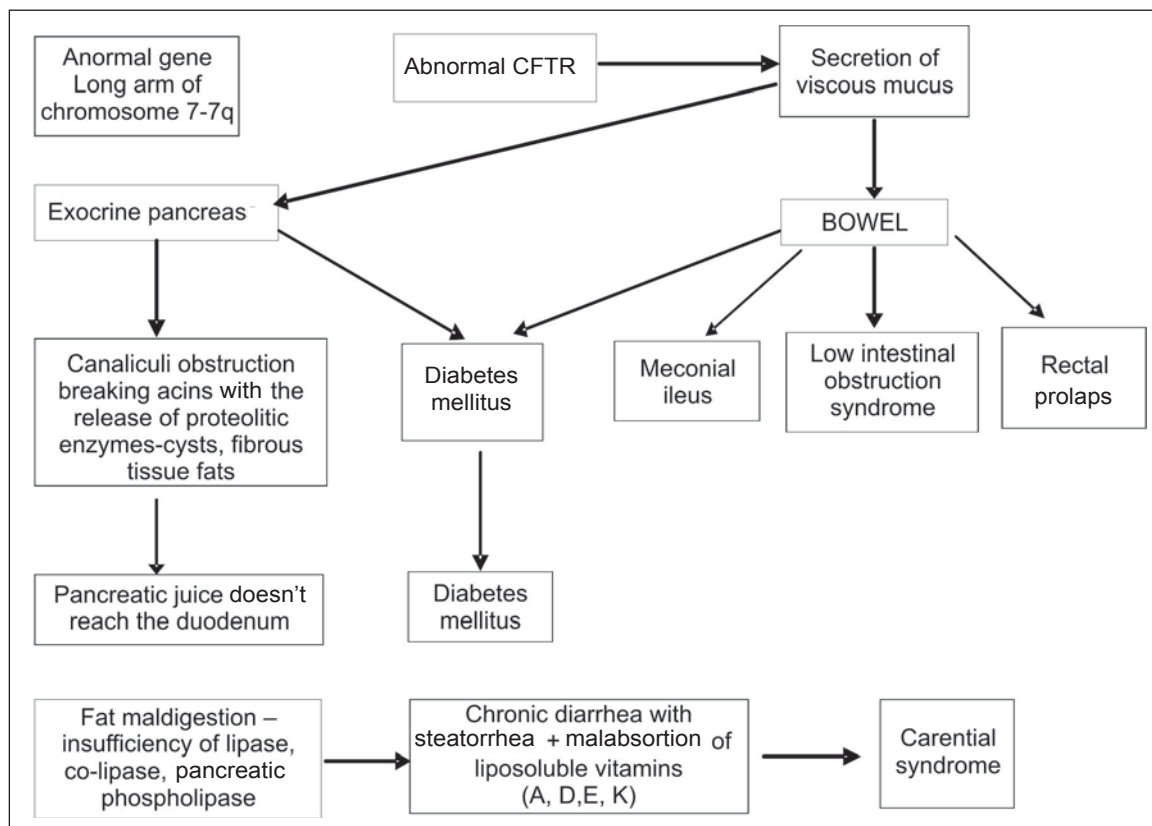 Anormal gene
Long arm of
chromosome 7-7q
Abnormal CFTR
Secretion of
viscous mucus
Exocrine pancreas
BOWEL
Canaliculi obstruction
breaking acins with the
release of proteolitic
enzymes-cysts, fibrous
tissue fats
Diabetes
mellitus
Meconial
ileus
Low intestinal
obstruction
syndrome
Rectal
prolaps
Pancreatic juice doesn’t
reach the duodenum
Diabetes
mellitus
Fat maldigestion –
insufficiency of lipase,
co-lipase, pancreatic
phospholipase
Chronic diarrhea with
steatorrhea + malabsortion of
liposoluble vitamins
(A, D,E, K)
Carential
syndrome